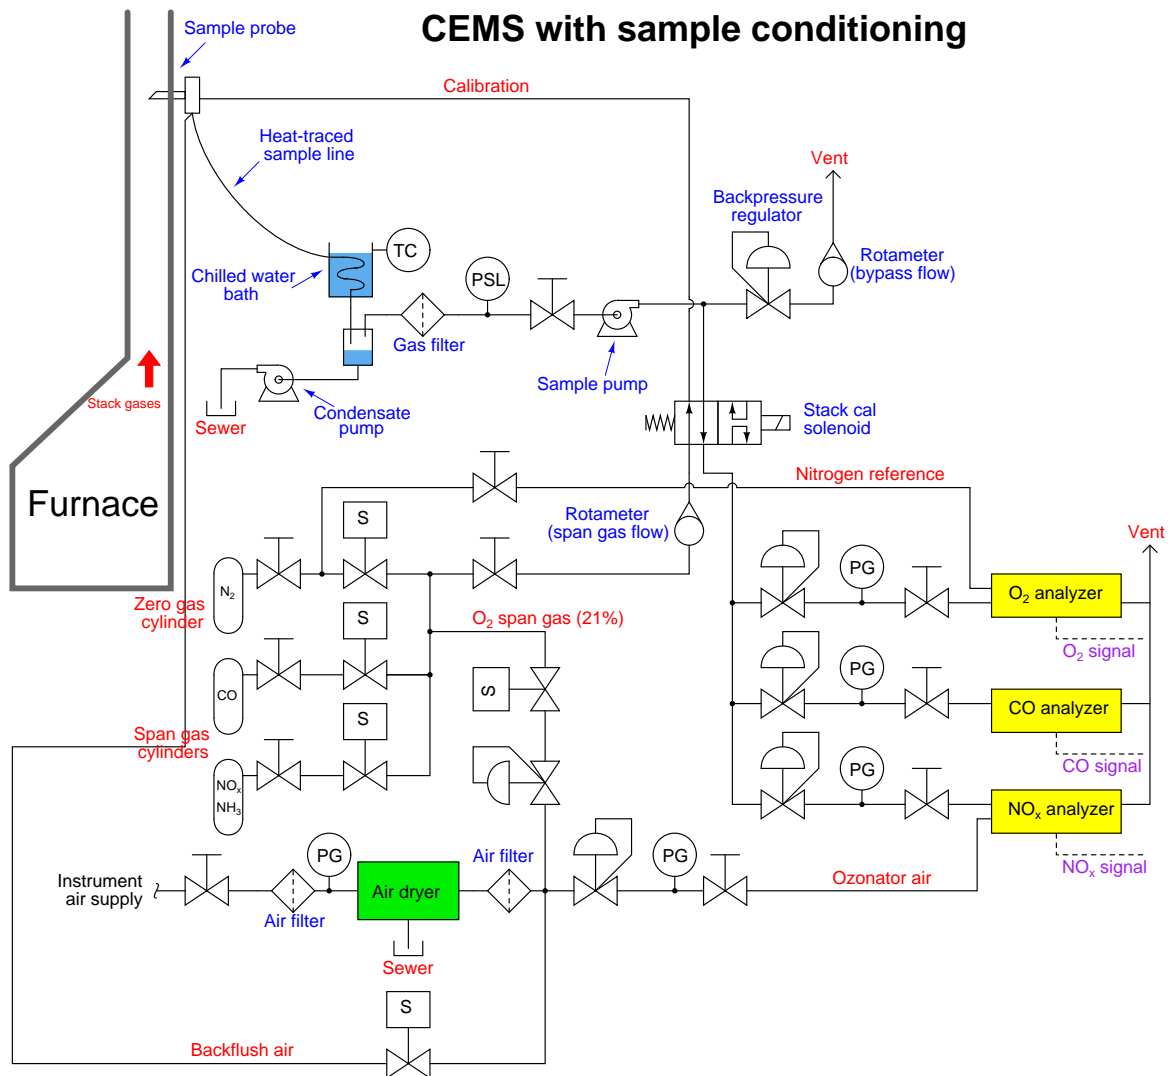 CEMS with sample conditioning
Sample probe
Calibration
Heat-traced
sample line
Vent
Backpressure
regulator
Rotameter
(bypass flow)
TC
Chilled water
bath
PSL
Gas filter
Sample pump
Stack gases
Condensate
pump
Sewer
Stack cal
solenoid
Furnace
Nitrogen reference
S
Rotameter
(span gas flow)
Vent
N₂
PG
O₂ analyzer
Zero gas
cylinder
S
O₂ span gas (21%)
O₂ signal
CO
S
PG
CO analyzer
Span gas
cylinders
S
CO signal
NOₓ
NH₃
PG
NOₓ analyzer
Instrument
air supply
PG
Air filter
PG
NOₓ signal
Air dryer
Ozonator air
Air filter
Sewer
S
Backflush air